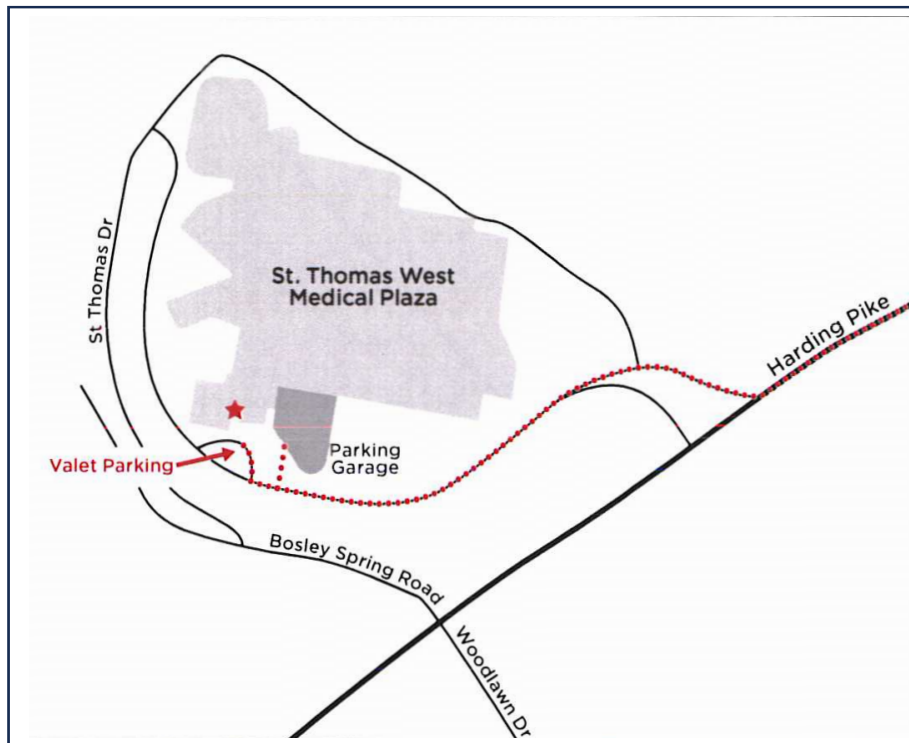 St. Thomas West
Medical Plaza
St Thomas Dr
Harding Pike
Valet Parking
Parking
Garage
Bosley Spring Road
Woodlawn Dr